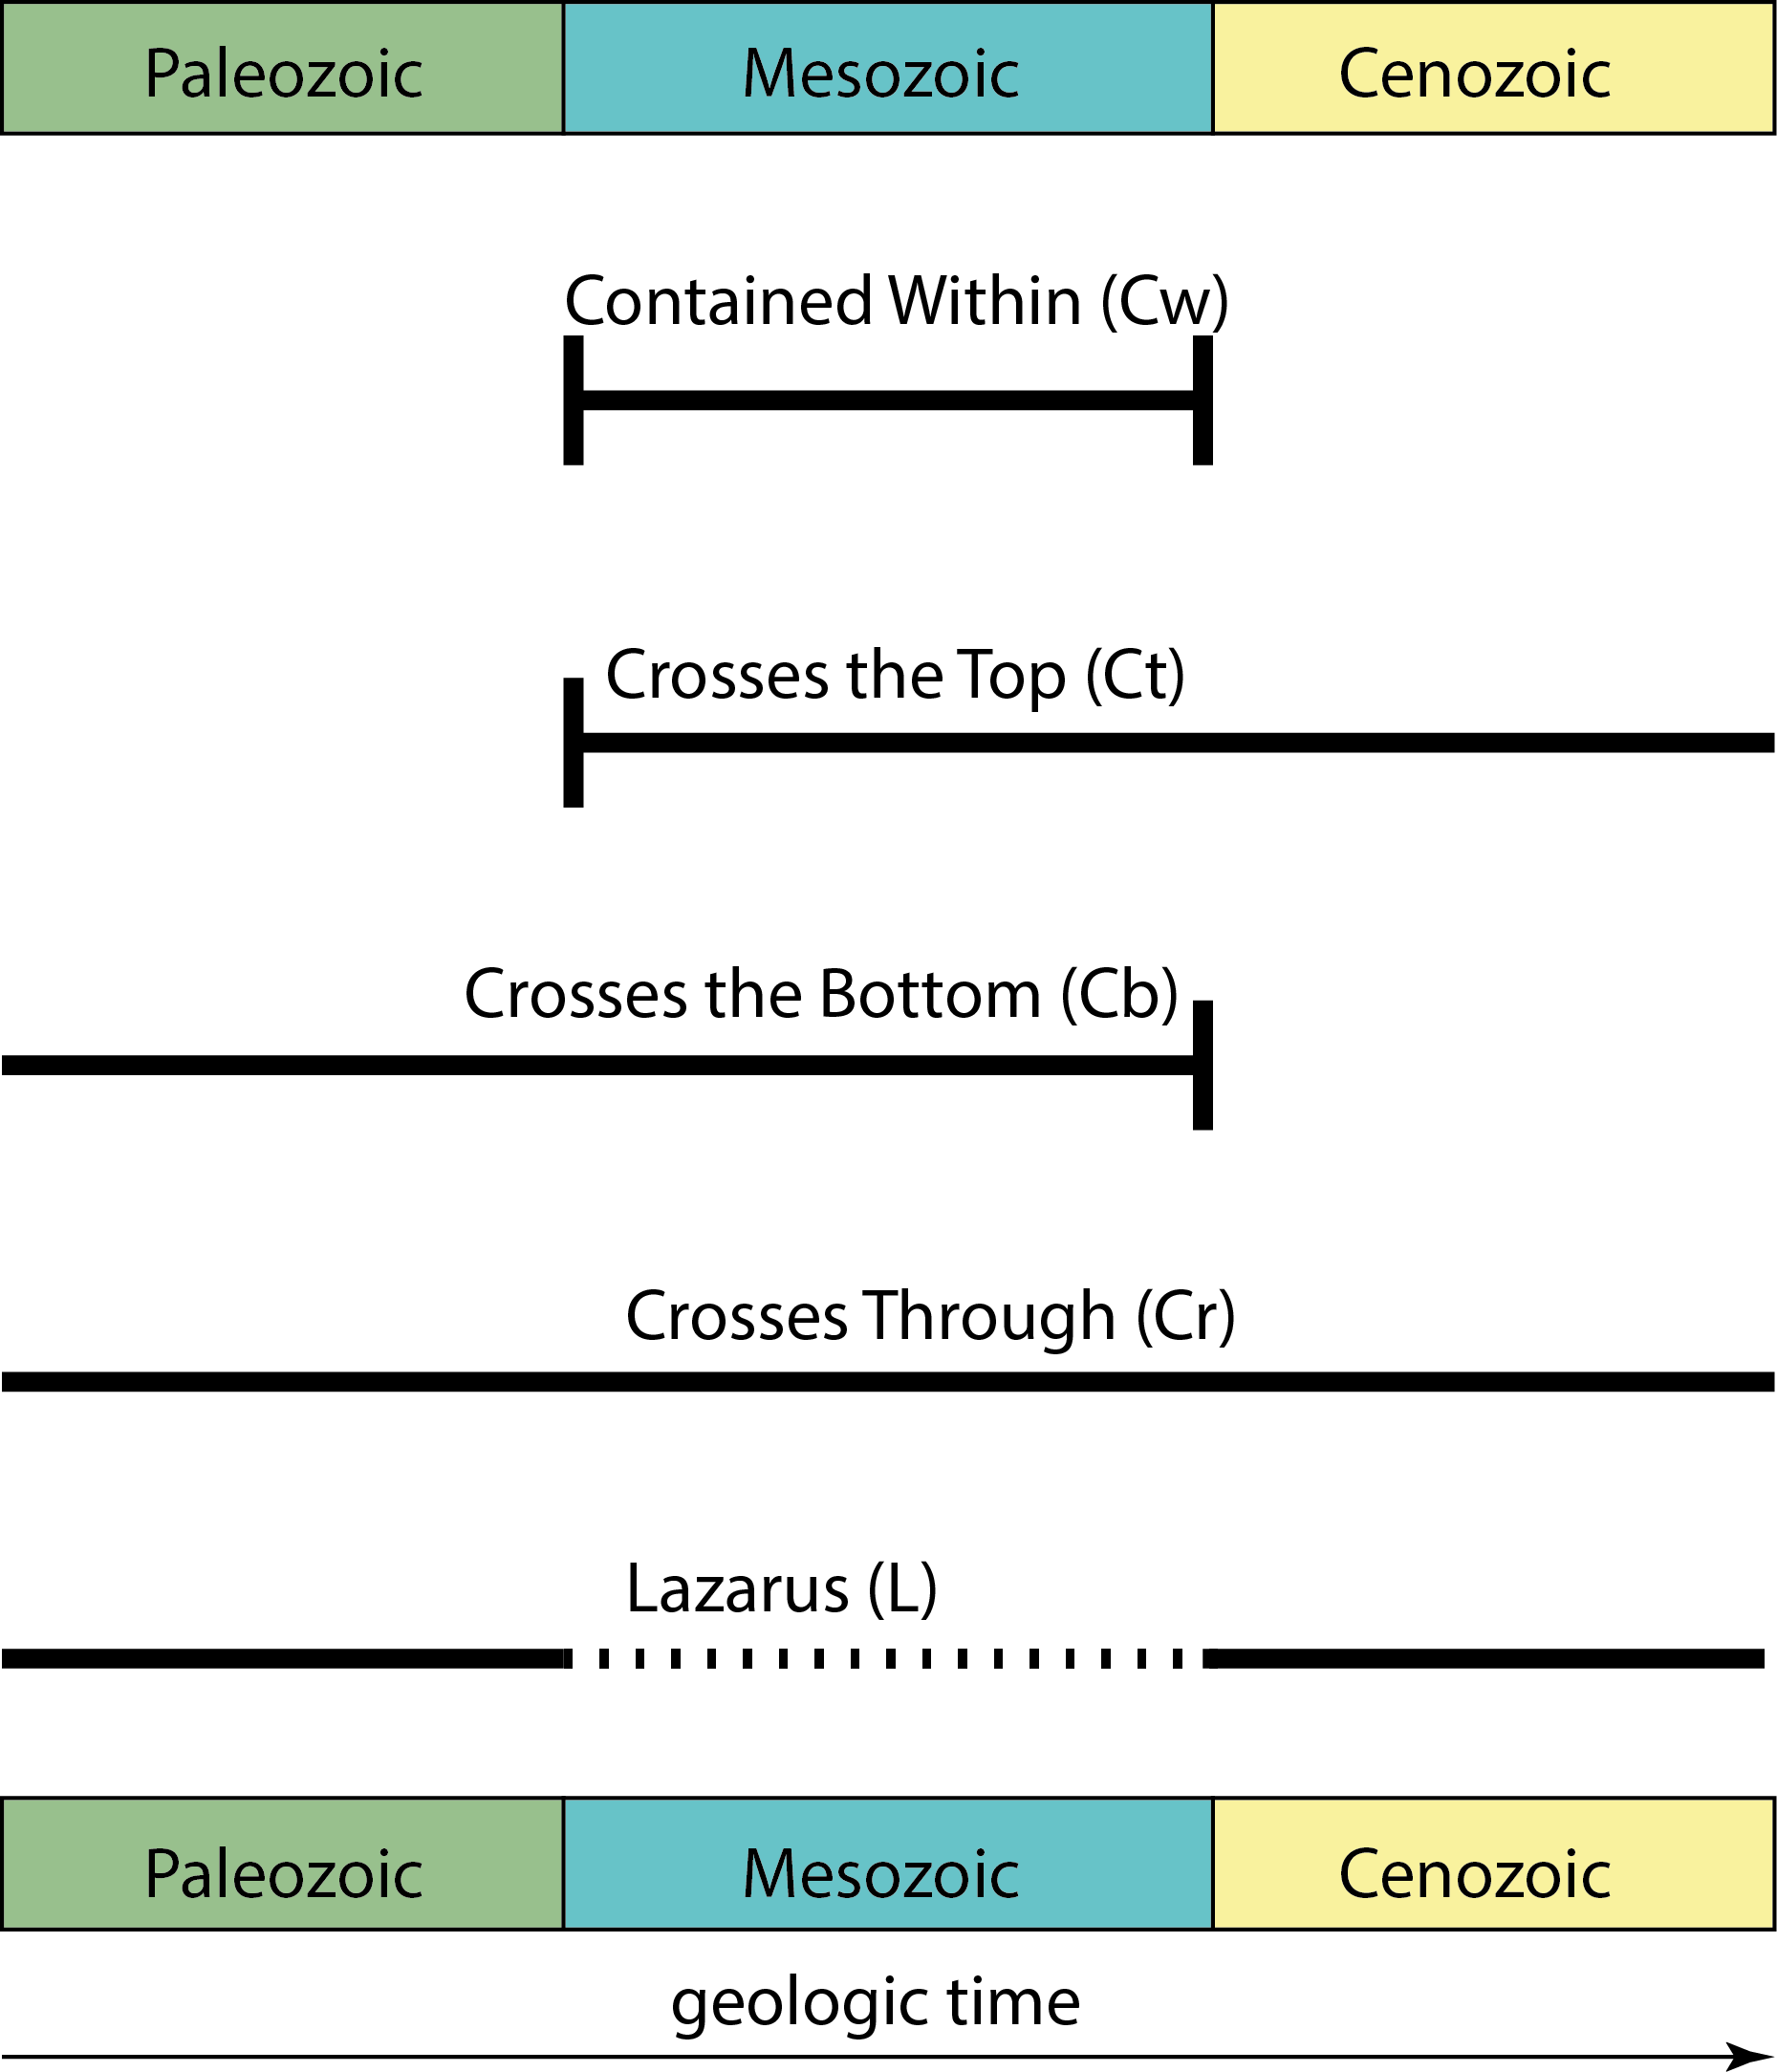 Paleozoic Mesozoic Cenozoic
Contained Within (Cw)
Crosses the Top (Ct)
Crosses the Bottom (Cb)
Crosses Through (Cr)
Lazarus (L)
Paleozoic Mesozoic Cenozoic
geologic time